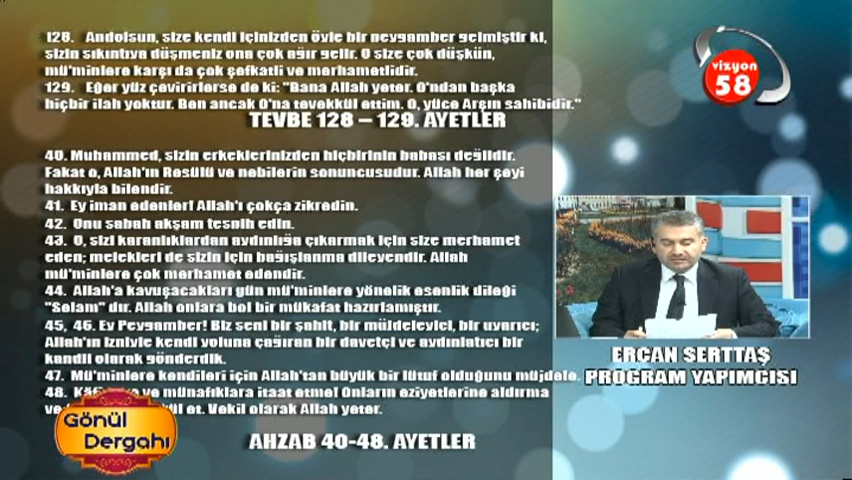 128. Andolsun, size kendi içinizden öyle bir peygamber gelmiştir ki,
sizin sıkıntıya düşmeniz ona çok ağır gelir. O size çok düşkün,
mü'minlere karşı da çok şefkatli ve merhametlidir.
129. Eğer yüz çevirirlerse de ki: "Bana Allah yeter. O'ndan başka
hiçbir ilah yoktur. Ben ancak O'na tevekkül ettim. O, yüce Arşın sahibidir."
TEVBE 128 – 129. AYETLER
40. Muhammed, sizin erkeklerinizden hiçbirinin babası değildir.
Fakat o, Allah'ın Resûlü ve nebilerin sonuncusudur. Allah her şeyi
hakkıyla bilendir.
41. Ey iman edenler! Allah'ı çokça zikredin.
42. Onu sabah akşam tespih edin.
43. O, sizi karanlıklardan aydınlığa çıkarmak için size merhamet
eden; melekleri de sizin için bağışlanma dileyendir. Allah
mü'minlere çok merhamet edendir.
44. Allah'a kavuşacakları gün mü'minlere yönelik esenlik dileği
"Selam" dır. Allah onlara bol bir mükafat hazırlamıştır.
45, 46. Ey Peygamber! Biz seni bir şahit, bir müjdeleyici, bir uyarıcı;
Allah'ın izniyle kendi yoluna çağıran bir davetçi ve aydınlatıcı bir
kandil olarak gönderdik.
47. Mü'minlere kendileri için Allah'tan büyük bir lütuf olduğunu müjdele.
48. ve münafıklara itaat etme! Onların eziyetlerine aldırma
et. Vekil olarak Allah yeter.
AHZAB 40-48. AYETLER
vizyon
58
ERCAN SERTTAŞ
PROGRAM YAPIMCISI
Gönül
Dergahı